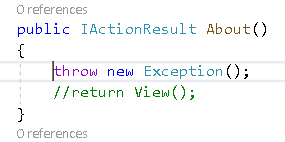 0 references
public IActionResult About()
{
throw new Exception();
//return View();
}
0 references